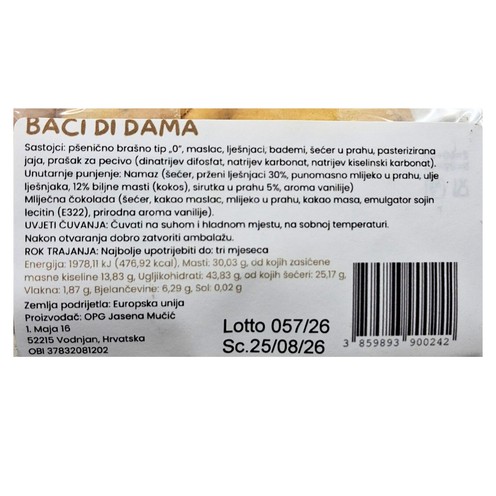 BACI DI DAMA
Sastojci: pšenično brašno tip „0”, maslac, lješnjaci, bademi, šećer u prahu, pasterizirana
jaja, prašak za pecivo (dinatrijev difosfat, natrijev karbonat, natrijev kiselinski karbonat).
Unutarnje punjenje: Namaz (šećer, prženi lješnjaci 30%, punomasno mlijeko u prahu, ulje
lješnjaka, 12% biljne masti (kokos), sirutka u prahu 5%, arome vanilije)
Mliječna čokolada (šećer, kakao maslac, mlijeko u prahu, kakao masa, emulgator sojin
lecitin (E322), prirodna aroma vanilije).
UVJETI ČUVANJA: Čuvati na suhom i hladnom mjestu, na sobnoj temperaturi.
Nakon otvaranja dobro zatvoriti ambalažu.
ROK TRAJANJA: Najbolje upotrijebiti do: tri mjeseca
Energija: 1978,11 kJ (476,92 kcal), Masti: 30,03 g, od kojih zasićene
masne kiseline 13,83 g, Ugljikohidrati: 43,83 g, od kojih šećeri: 25,17 g,
Vlakna: 1,87 g, Bjelančevine: 6,29 g, Sol: 0,02 g
Zemlja podrijetla: Europska unija
Proizvođač: OPG Jasena Mučić
1. Maja 16
52215 Vodnjan, Hrvatska
OBI 37832081202
Lotto 057/26
Sc.25/08/26
3 859893 900242